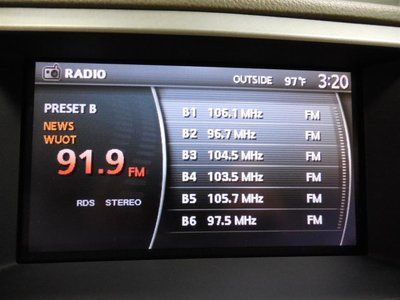 RADIO OUTSIDE 97°F 3:20
PRESET B
NEWS
WUOT
91.9 FM
RDS STEREO
B1 106.1 MHz FM
B2 96.7 MHz FM
B3 104.5 MHz FM
B4 103.5 MHz FM
B5 105.7 MHz FM
B6 97.5 MHz FM